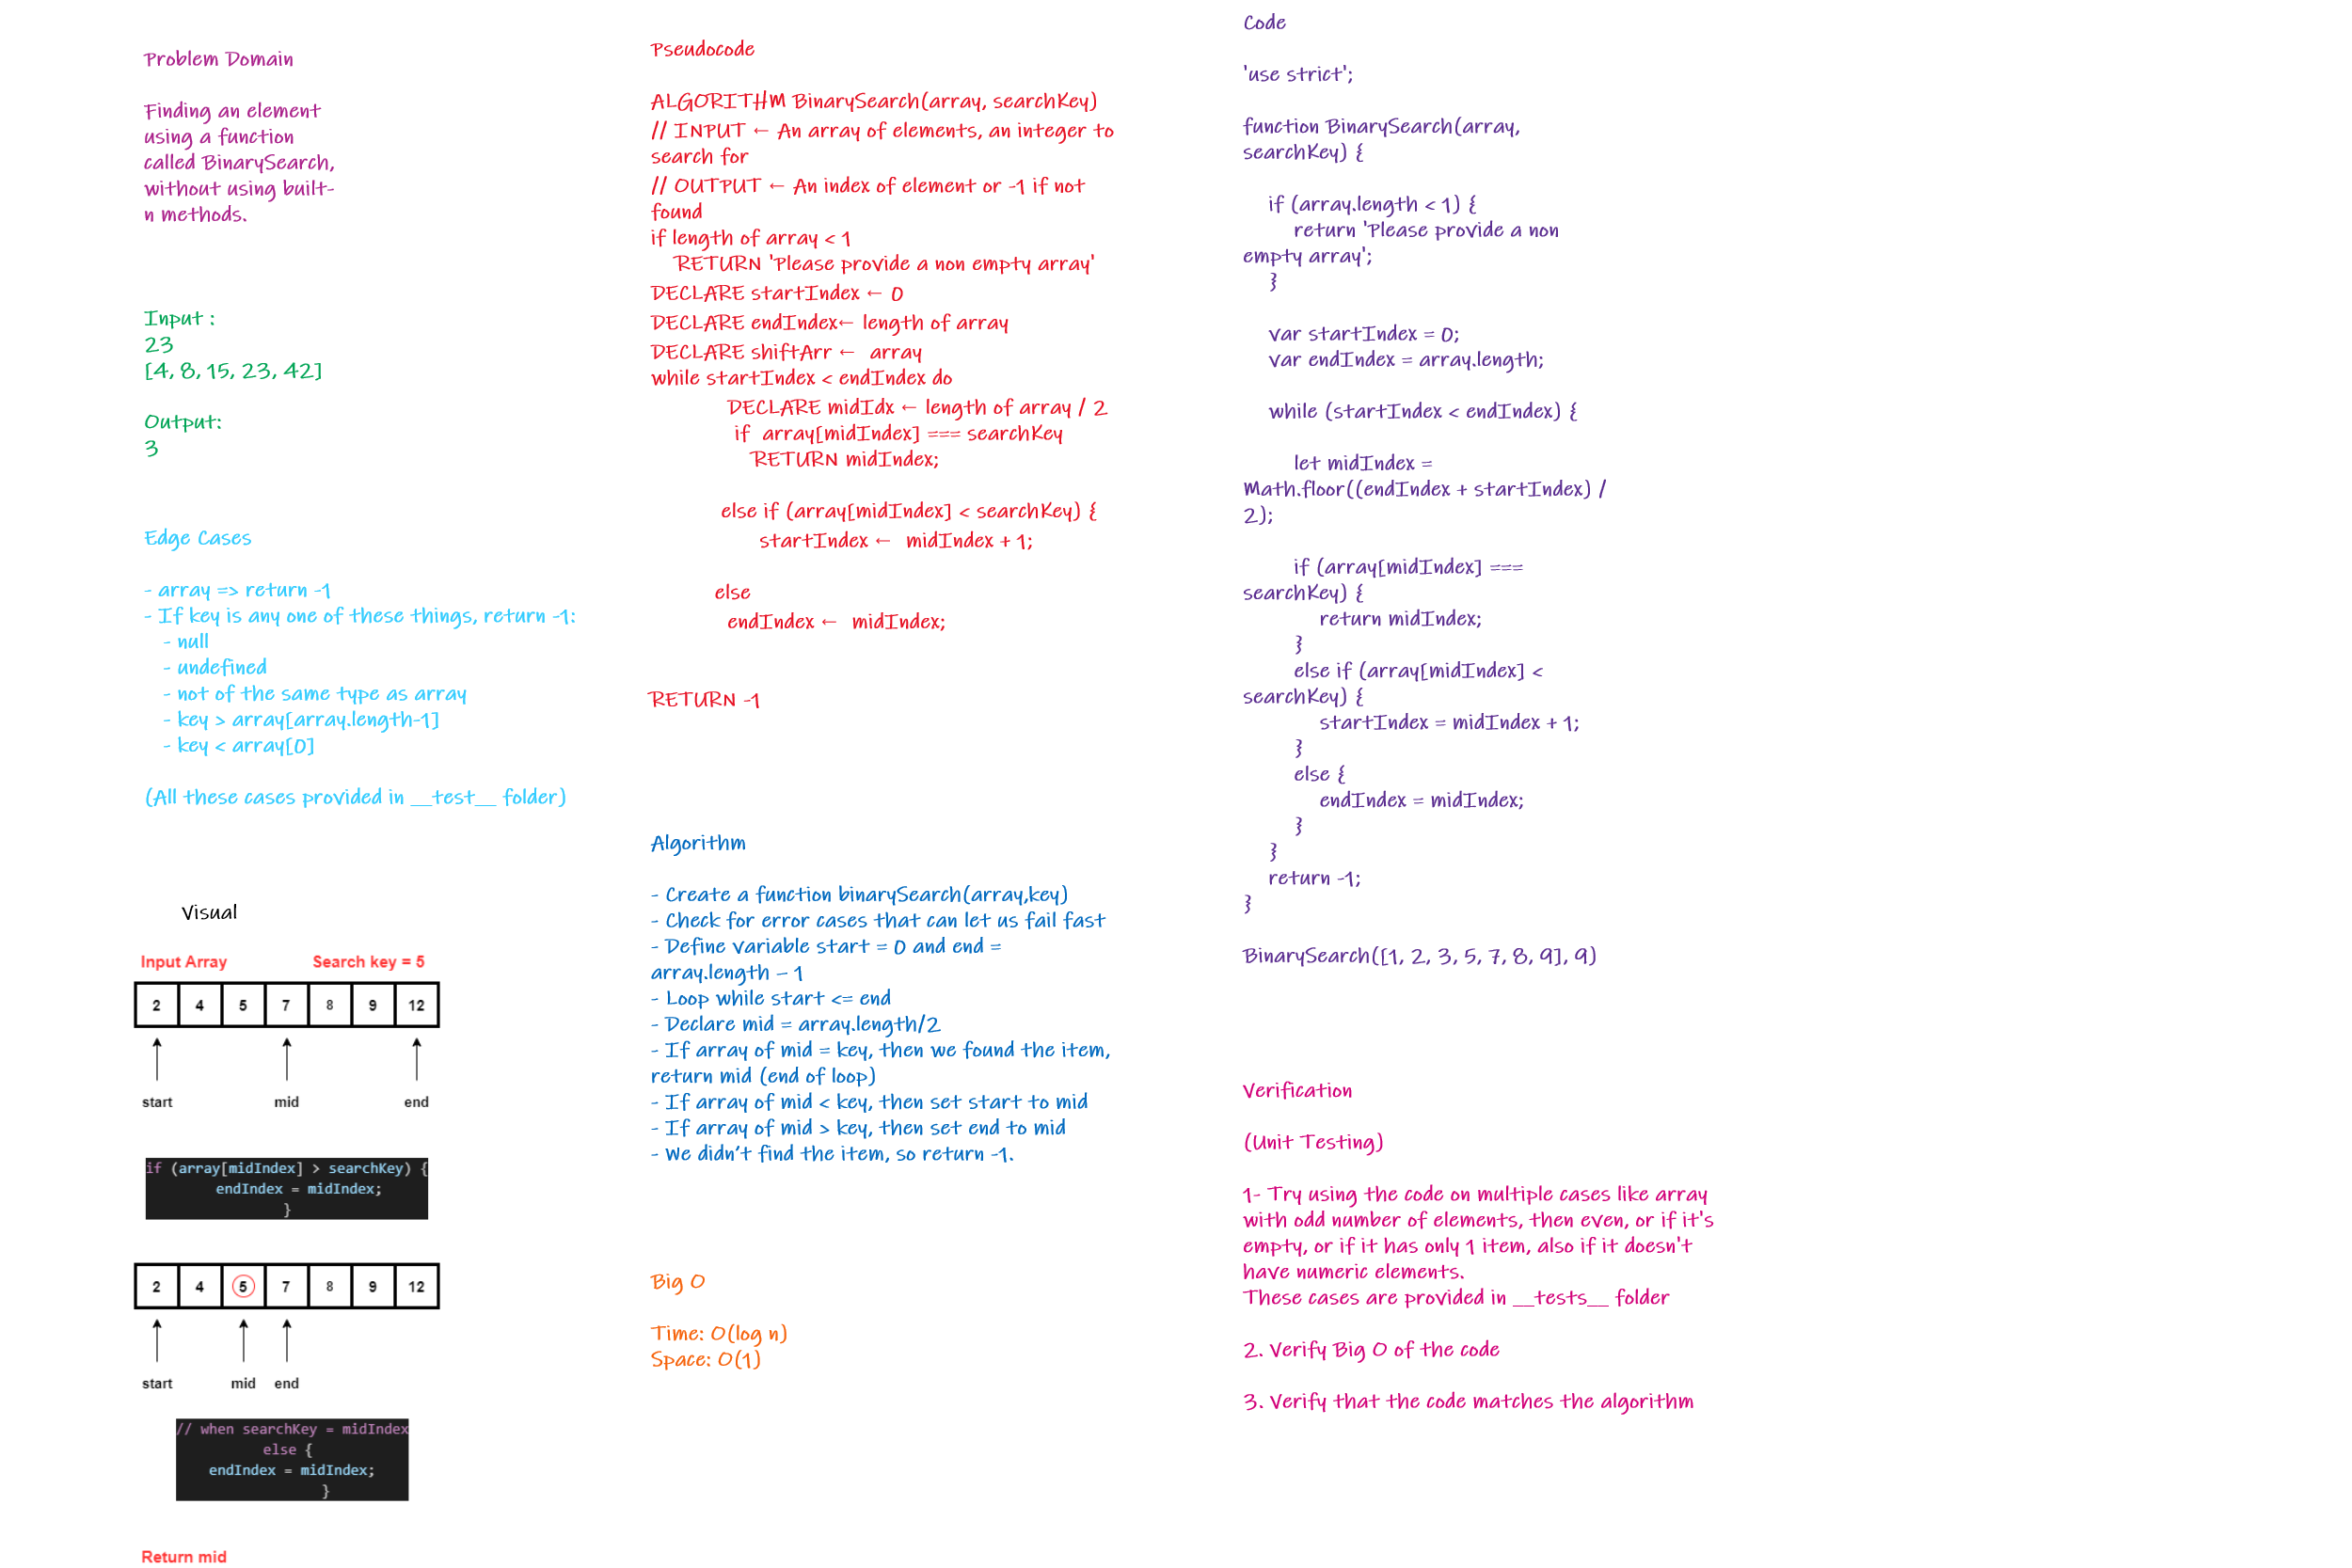 Problem Domain
Finding an element
using a function
called BinarySearch,
without using built-
n methods.
Input :
23
[4, 8, 15, 23, 42]
Output:
3
Edge Cases
- array => return -1
- If key is any one of these things, return -1:
- null
- undefined
- not of the same type as array
- key > array[array.length-1]
- key < array[0]
(All these cases provided in __test__ folder)
Visual
Input Array Search key = 5
2 4 5 7 8 9 12
start mid end
if (array[midIndex] > searchKey) {
endIndex = midIndex;
}
2 4 5 7 8 9 12
start mid end
// when searchKey = midIndex
else {
endIndex = midIndex;
}
Return mid
Pseudocode
ALGORITHM BinarySearch(array, searchKey)
// INPUT ← An array of elements, an integer to
search for
// OUTPUT ← An index of element or -1 if not
found
if length of array < 1
RETURN 'Please provide a non empty array'
DECLARE startIndex ← 0
DECLARE endIndex← length of array
DECLARE shiftArr ← array
while startIndex < endIndex do
DECLARE midIdx ← length of array / 2
if array[midIndex] === searchKey
RETURN midIndex;
else if (array[midIndex] < searchKey) {
startIndex ← midIndex + 1;
else
endIndex ← midIndex;
RETURN -1
Algorithm
- Create a function binarySearch(array,key)
- Check for error cases that can let us fail fast
- Define variable start = 0 and end =
array.length – 1
- Loop while start <= end
- Declare mid = array.length/2
- If array of mid = key, then we found the item,
return mid (end of loop)
- If array of mid < key, then set start to mid
- If array of mid > key, then set end to mid
- We didn’t find the item, so return -1.
Big O
Time: O(log n)
Space: O(1)
Code
'use strict';
function BinarySearch(array,
searchKey) {
if (array.length < 1) {
return 'Please provide a non
empty array';
}
var startIndex = 0;
var endIndex = array.length;
while (startIndex < endIndex) {
let midIndex =
Math.floor((endIndex + startIndex) /
2);
if (array[midIndex] ===
searchKey) {
return midIndex;
}
else if (array[midIndex] <
searchKey) {
startIndex = midIndex + 1;
}
else {
endIndex = midIndex;
}
}
return -1;
}
BinarySearch([1, 2, 3, 5, 7, 8, 9], 9)
Verification
(Unit Testing)
1- Try using the code on multiple cases like array
with odd number of elements, then even, or if it's
empty, or if it has only 1 item, also if it doesn't
have numeric elements.
These cases are provided in __tests__ folder
2. Verify Big O of the code
3. Verify that the code matches the algorithm